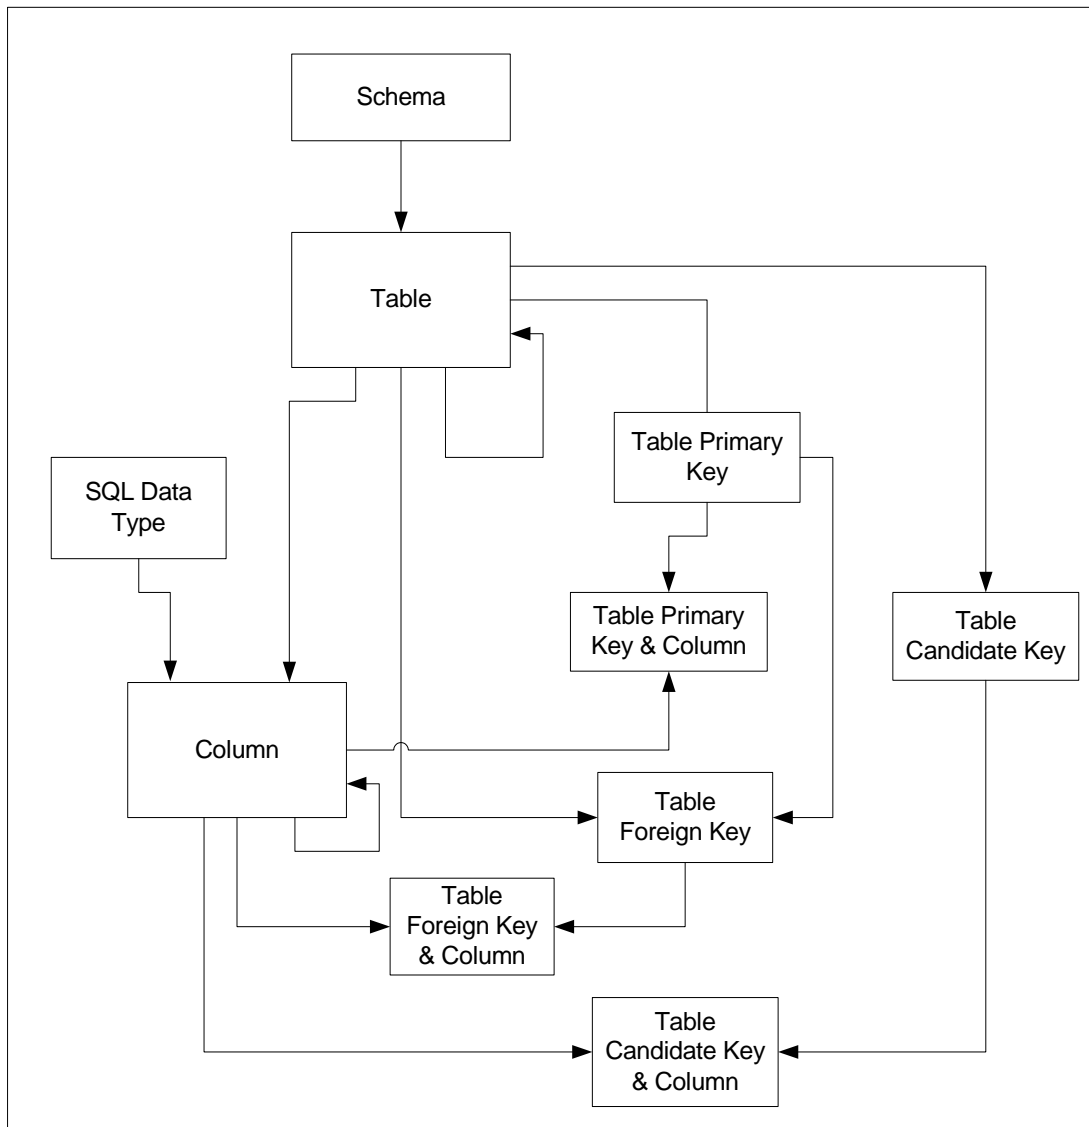 Schema
Table
Table Primary
Key
SQL Data
Type
Table Primary
Key & Column
Table
Candidate Key
Column
Table
Foreign Key
Table
Foreign Key
& Column
Table
Candidate Key
& Column